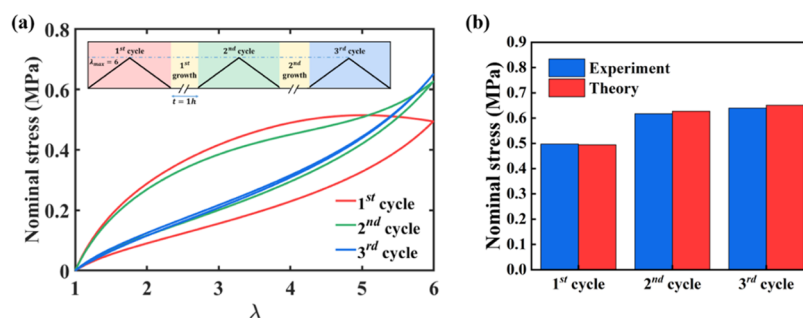 (a)
0.8
0.6
0.4
0.2
0
Nominal stress (MPa)
1 2 3 4 5 6
λ
1st cycle
2nd cycle
3rd cycle
λmax = 6
1st
growth
2nd
growth
t = 1h
1st cycle
2nd cycle
3rd cycle
(b)
0.9
0.8
0.7
0.6
0.5
0.4
0.3
0.2
0.1
0.0
Nominal stress (MPa)
Experiment
Theory
1st cycle 2nd cycle 3rd cycle